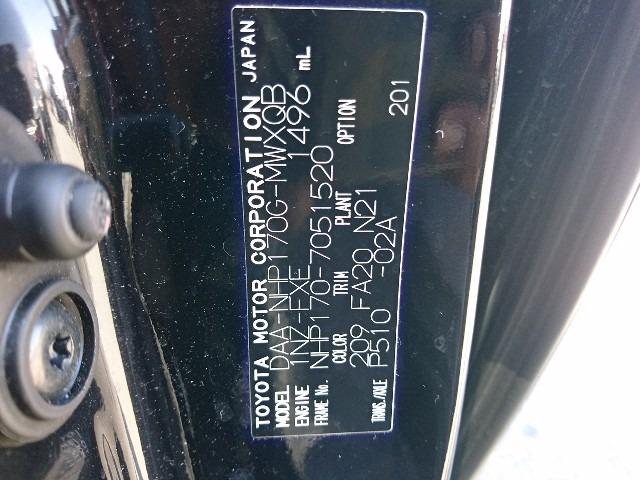 TOYOTA MOTOR CORPORATION JAPAN
MODEL DAA-NHP170G-MWXQB
ENGINE 1NZ-FXE 1496 mL
FRAME No. NHP170-7051520
COLOR TRIM PLANT OPTION
209 FA20 N21
TRANS./AXLE P510 -02A 201